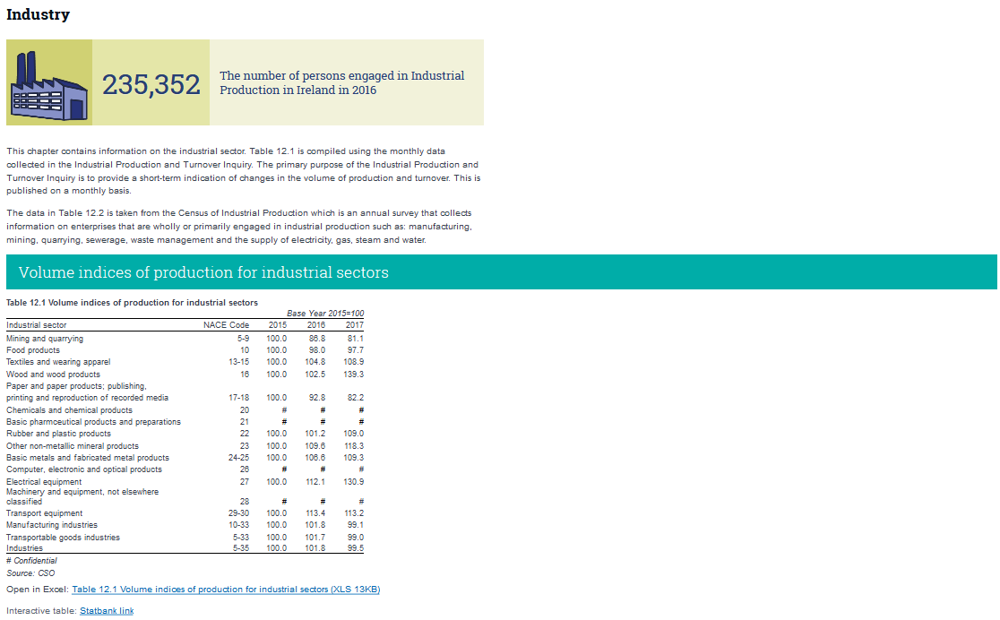 Industry
235,352
The number of persons engaged in Industrial
Production in Ireland in 2016
This chapter contains information on the industrial sector. Table 12.1 is compiled using the monthly data
collected in the Industrial Production and Turnover Inquiry. The primary purpose of the Industrial Production and
Turnover Inquiry is to provide a short-term indication of changes in the volume of production and turnover. This is
published on a monthly basis.
The data in Table 12.2 is taken from the Census of Industrial Production which is an annual survey that collects
information on enterprises that are wholly or primarily engaged in industrial production such as: manufacturing,
mining, quarrying, sewerage, waste management and the supply of electricity, gas, steam and water.
Volume indices of production for industrial sectors
Table 12.1 Volume indices of production for industrial sectors
Base Year 2015=100
Industrial sector NACE Code 2015 2016 2017
Mining and quarrying 5-9 100.0 86.8 81.1
Food products 10 100.0 98.0 97.7
Textiles and wearing apparel 13-15 100.0 104.8 108.9
Wood and wood products 16 100.0 102.5 139.3
Paper and paper products; publishing,
printing and reproduction of recorded media 17-18 100.0 92.8 82.2
Chemicals and chemical products 20 # # #
Basic pharmceutical products and preparations 21 # # #
Rubber and plastic products 22 100.0 101.2 109.0
Other non-metallic mineral products 23 100.0 109.6 118.3
Basic metals and fabricated metal products 24-25 100.0 106.6 109.3
Computer, electronic and optical products 26 # # #
Electrical equipment 27 100.0 112.1 130.9
Machinery and equipment, not elsewhere
classified 28 # # #
Transport equipment 29-30 100.0 113.4 113.2
Manufacturing industries 10-33 100.0 101.8 99.1
Transportable goods industries 5-33 100.0 101.7 99.0
Industries 5-35 100.0 101.8 99.5
# Confidential
Source: CSO
Open in Excel: Table 12.1 Volume indices of production for industrial sectors (XLS 13KB)
Interactive table: Statbank link